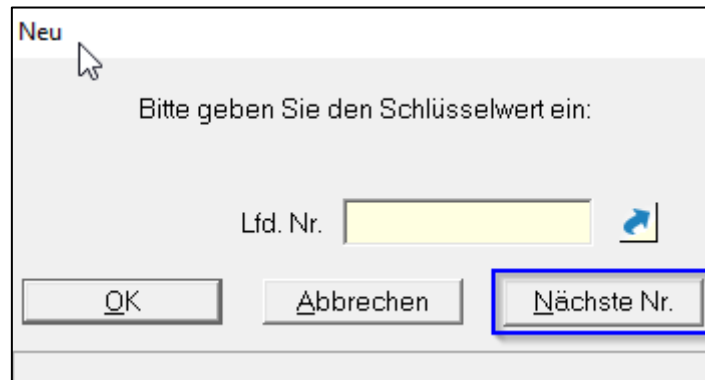 Neu
Bitte geben Sie den Schlüsselwert ein:
Lfd. Nr.
OK Abbrechen Nächste Nr.